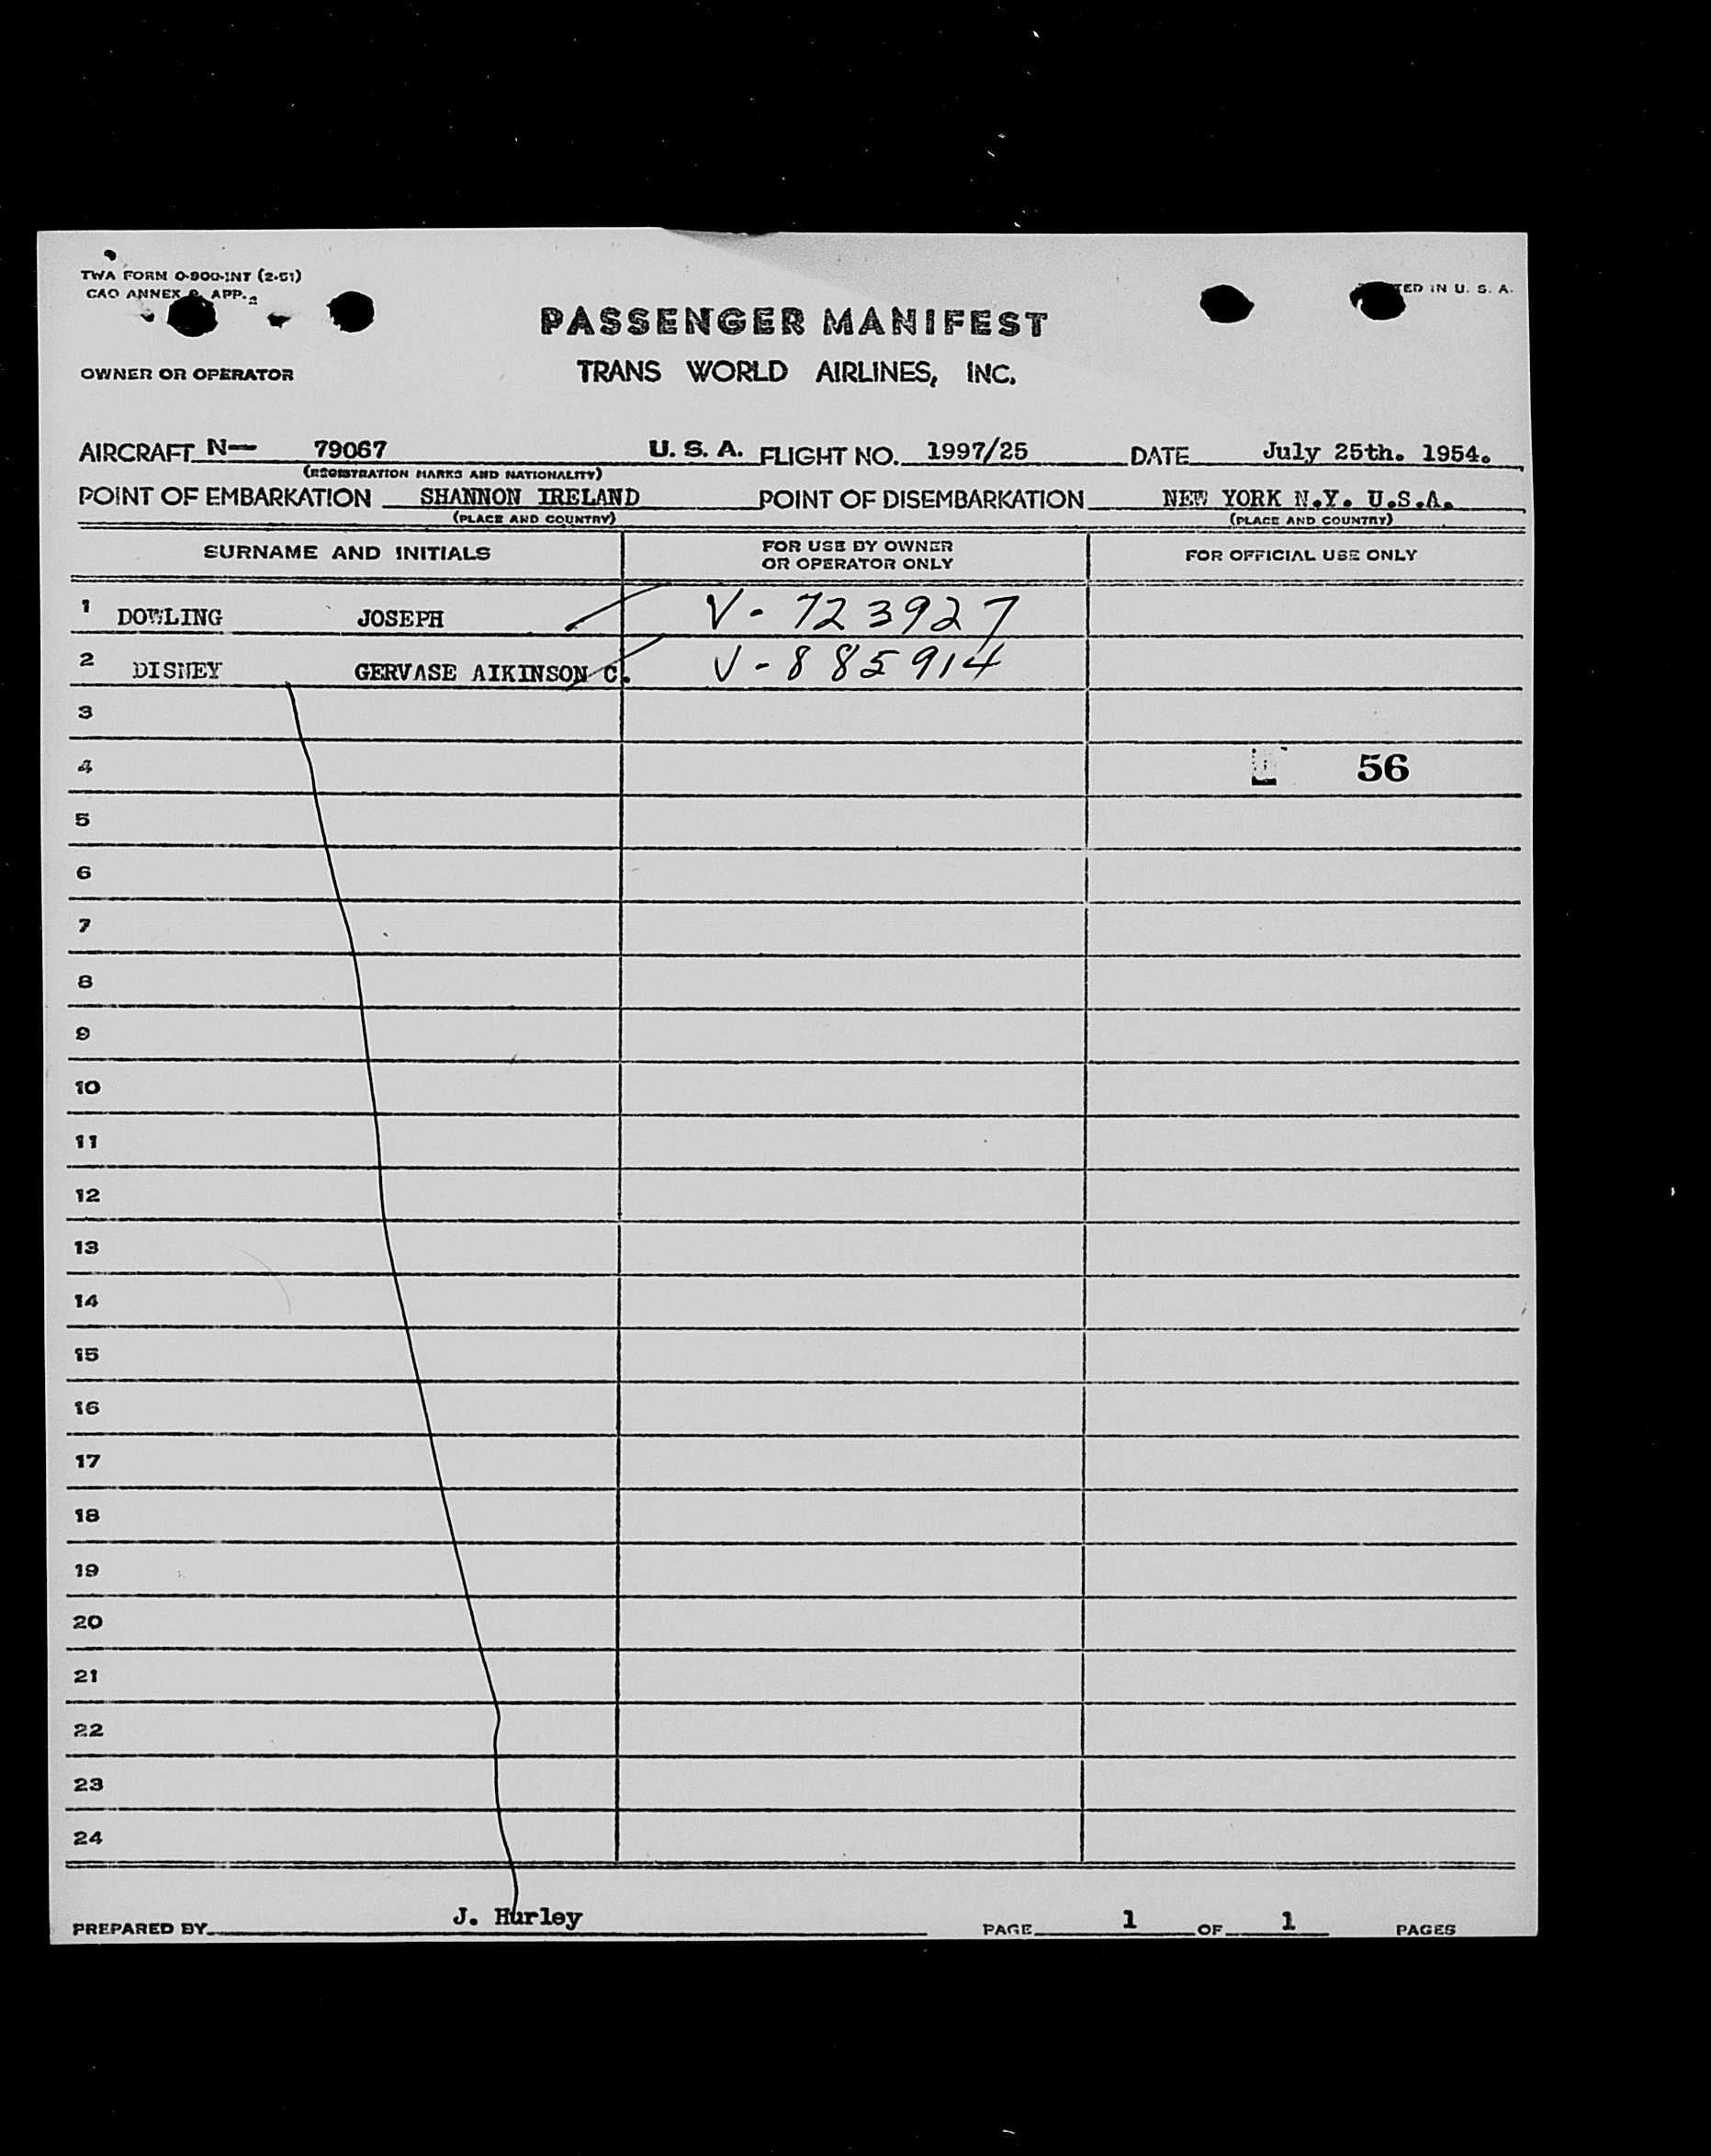 TWA FORM O-900-INT (2-51)
CAO ANNEX APP.
IN U. S. A.
PASSENGER MANIFEST
OWNER OR OPERATOR TRANS WORLD AIRLINES, INC.
AIRCRAFT N— 79067 U. S. A. FLIGHT NO. 1997/25 DATE July 25th. 1954.
(REGISTRATION MARKS AND NATIONALITY)
POINT OF EMBARKATION SHANNON IRELAND POINT OF DISEMBARKATION NEW YORK N.Y. U.S.A.
(PLACE AND COUNTRY) (PLACE AND COUNTRY)
SURNAME AND INITIALS FOR USE BY OWNER OR OPERATOR ONLY FOR OFFICIAL USE ONLY
1 DOWLING JOSEPH V-723927
2 DISNEY GERVASE AIKINSON C. V-885914
3
4 56
5
6
7
8
9
10
11
12
13
14
15
16
17
18
19
20
21
22
23
24
PREPARED BY J. Hurley PAGE 1 OF 1 PAGES